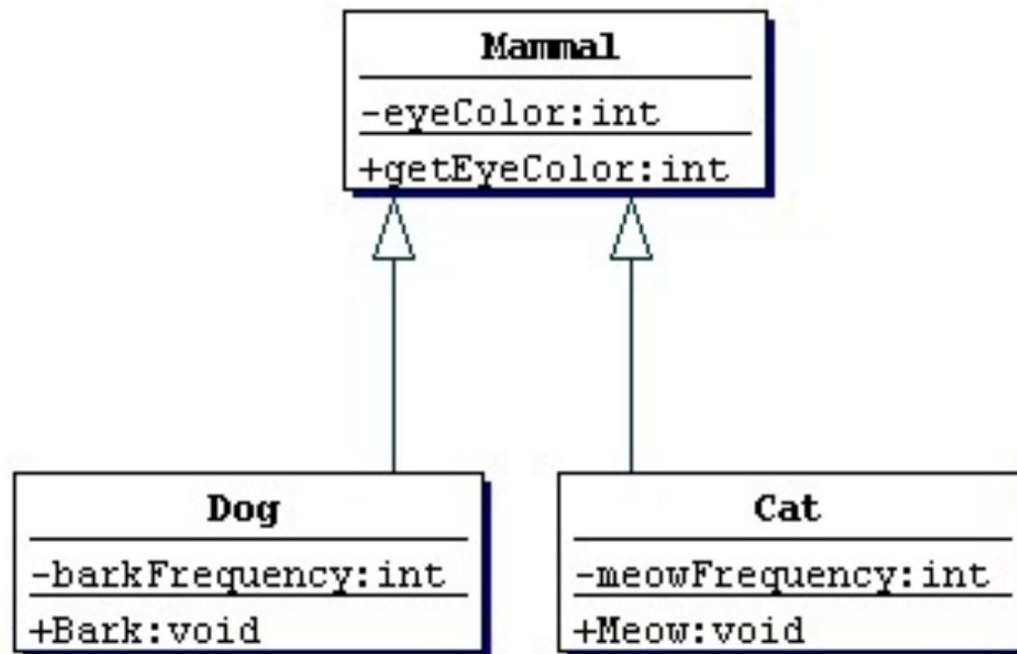 Mammal
-eyeColor:int
+getEyeColor:int
Dog
-barkFrequency:int
+Bark:void
Cat
-meowFrequency:int
+Meow:void